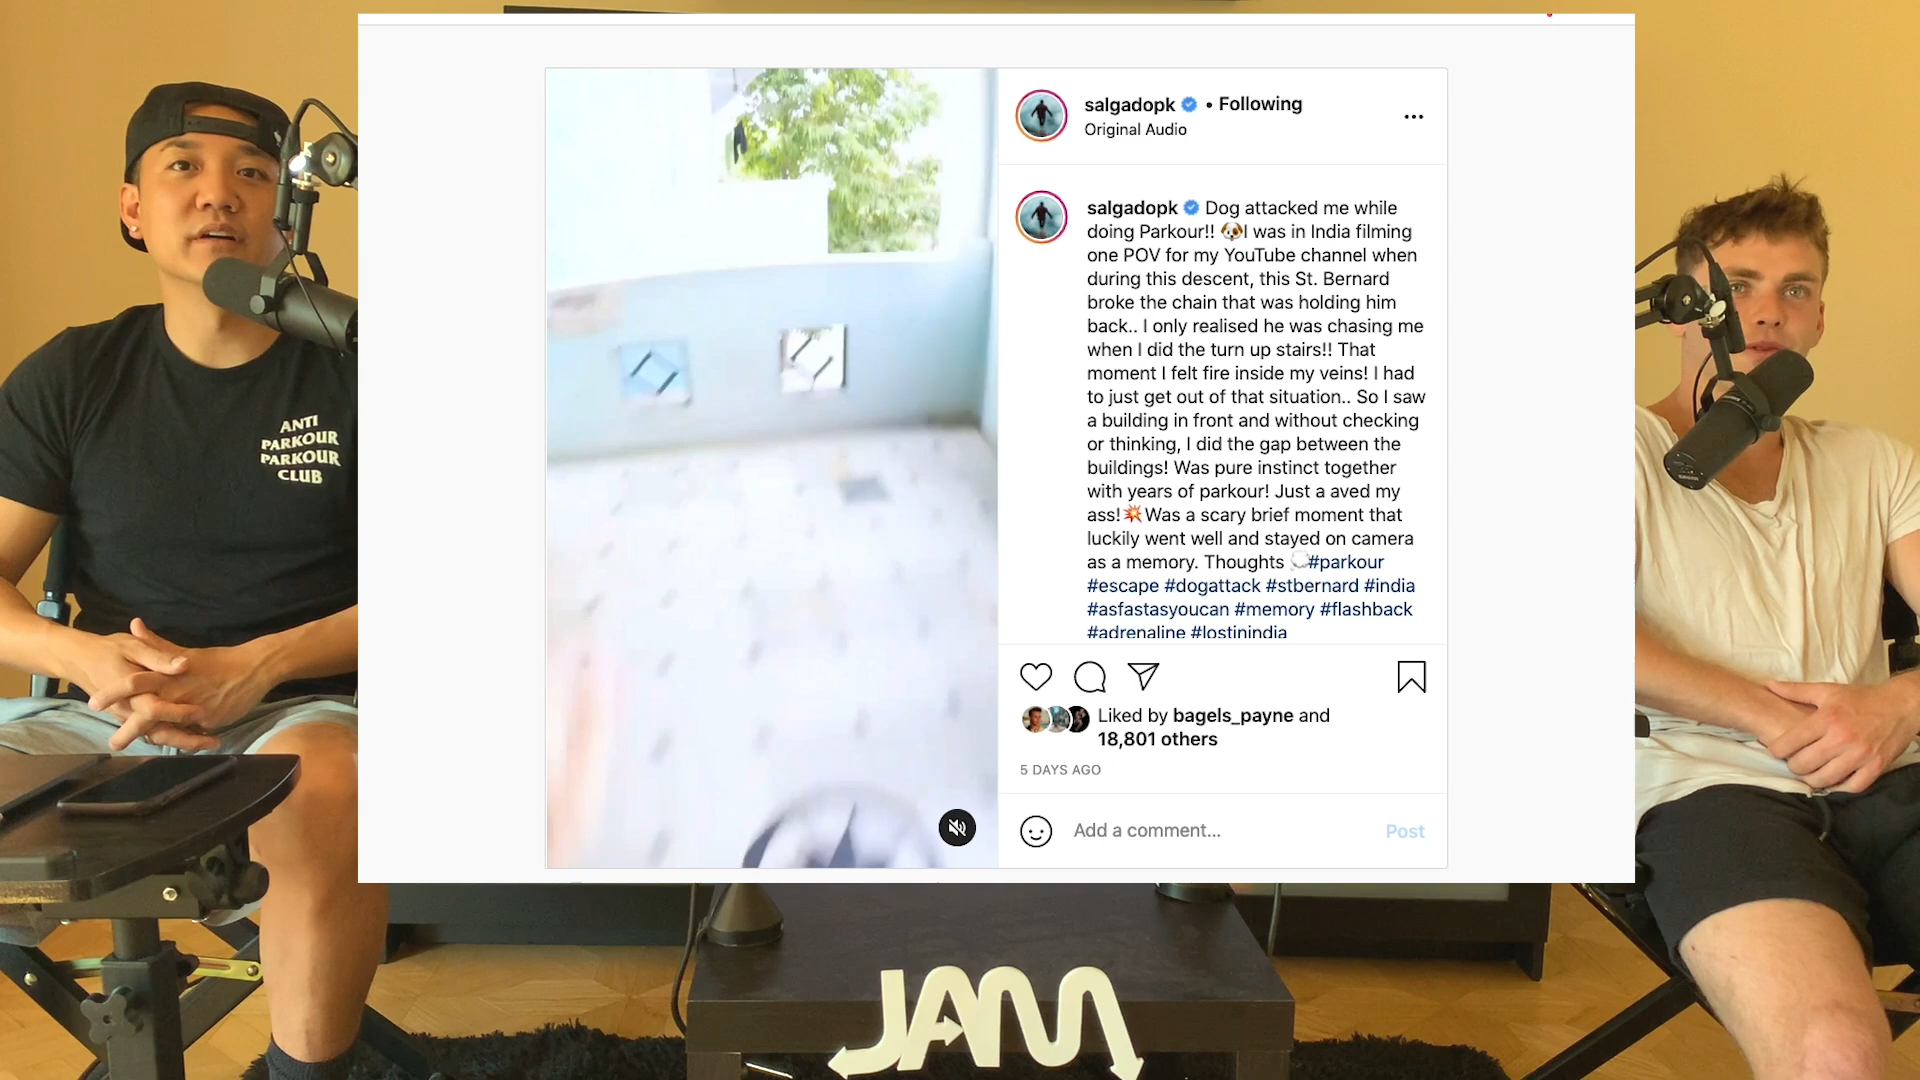 salgadopk • Following
Original Audio
salgadopk Dog attacked me while
doing Parkour!! 🐶I was in India filming
one POV for my YouTube channel when
during this descent, this St. Bernard
broke the chain that was holding him
back.. I only realised he was chasing me
when I did the turn up stairs!! That
moment I felt fire inside my veins! I had
to just get out of that situation.. So I saw
a building in front and without checking
or thinking, I did the gap between the
buildings! Was pure instinct together
with years of parkour! Just a aved my
ass!💥Was a scary brief moment that
luckily went well and stayed on camera
as a memory. Thoughts 💭#parkour
#escape #dogattack #stbernard #india
#asfastasyoucan #memory #flashback
#adrenaline #lostinindia
Liked by bagels_payne and
18,801 others
5 DAYS AGO
Add a comment... Post
ANTI
PARKOUR
PARKOUR
CLUB
JAM